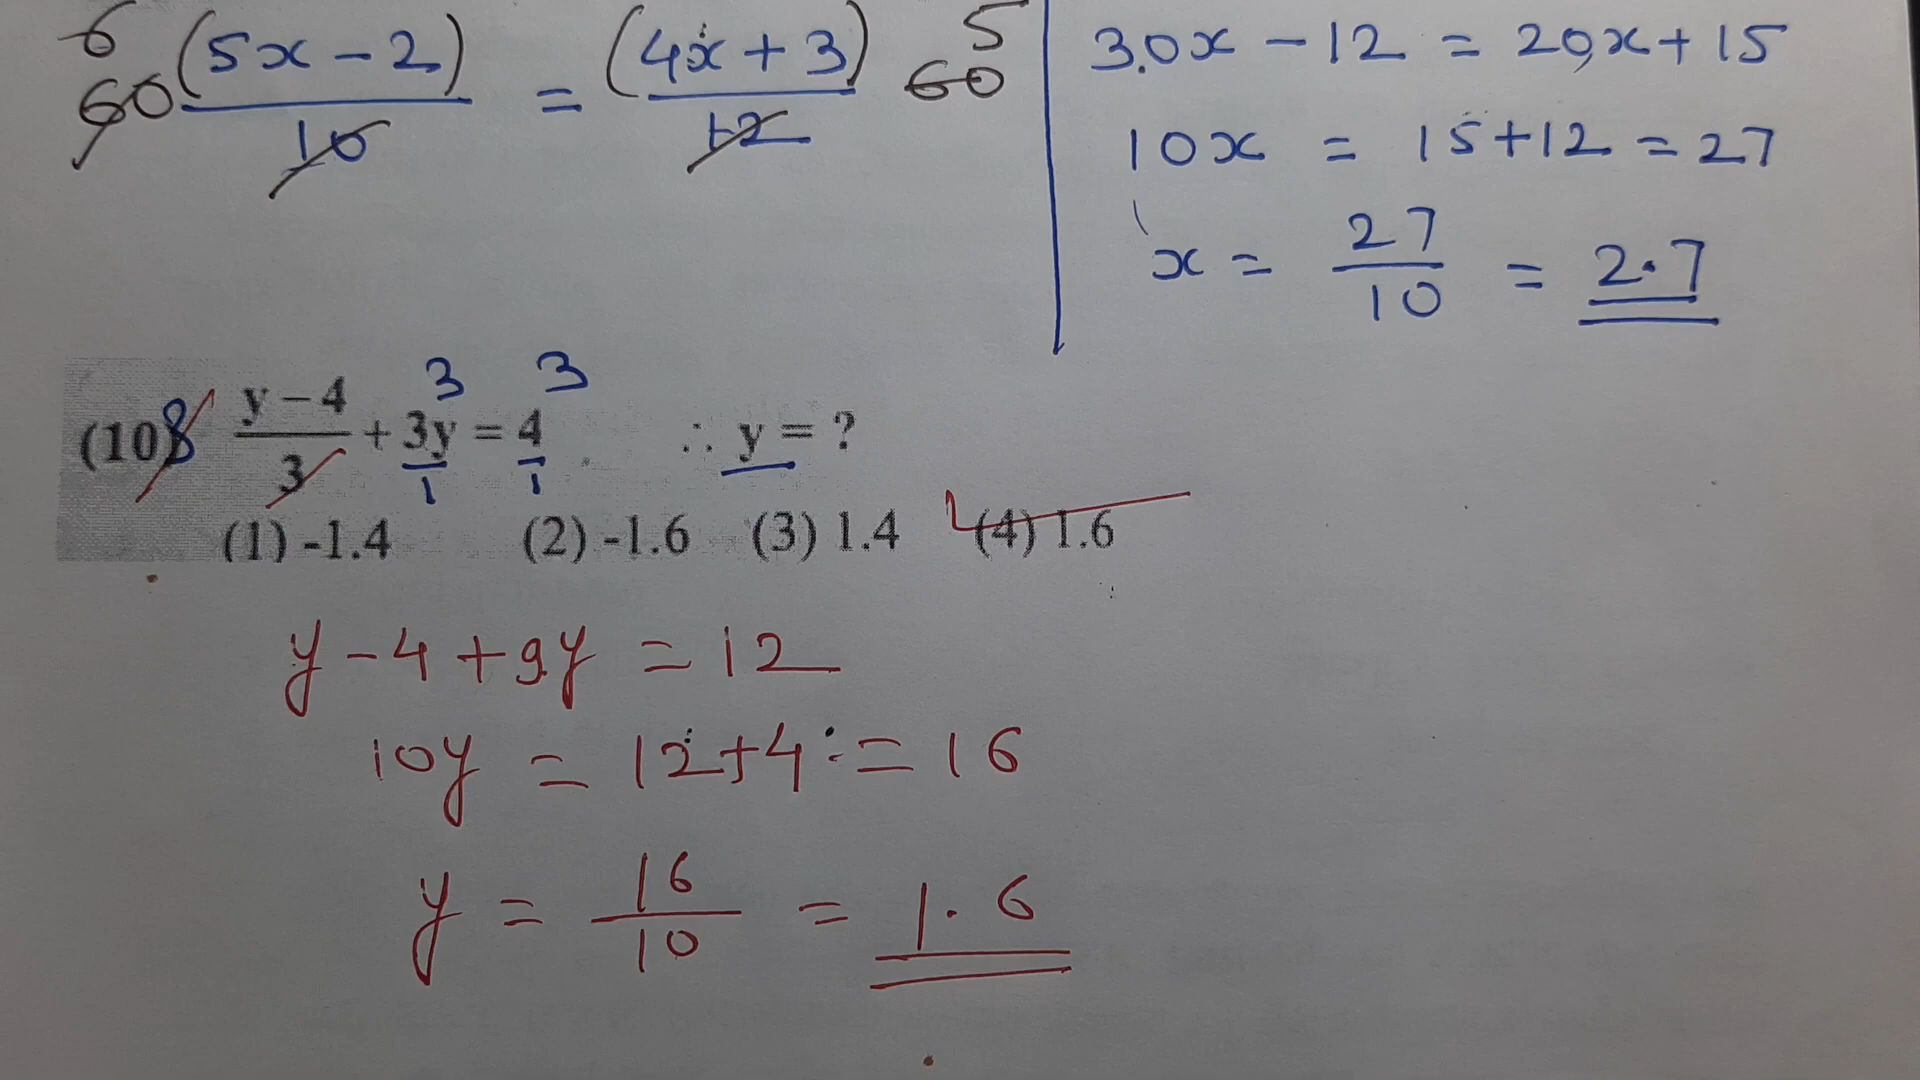 6 5
60 (5x - 2)/10 = (4x + 3)/12 60
30x - 12 = 20x + 15
10x = 15 + 12 = 27
x = 27/10 = 2.7
3 3
(10) (y - 4)/3 + 3y/1 = 4/1 ∴ y = ?
(1) -1.4 (2) -1.6 (3) 1.4 (4) 1.6
y - 4 + 9y = 12
10y = 12 + 4 = 16
y = 16/10 = 1.6